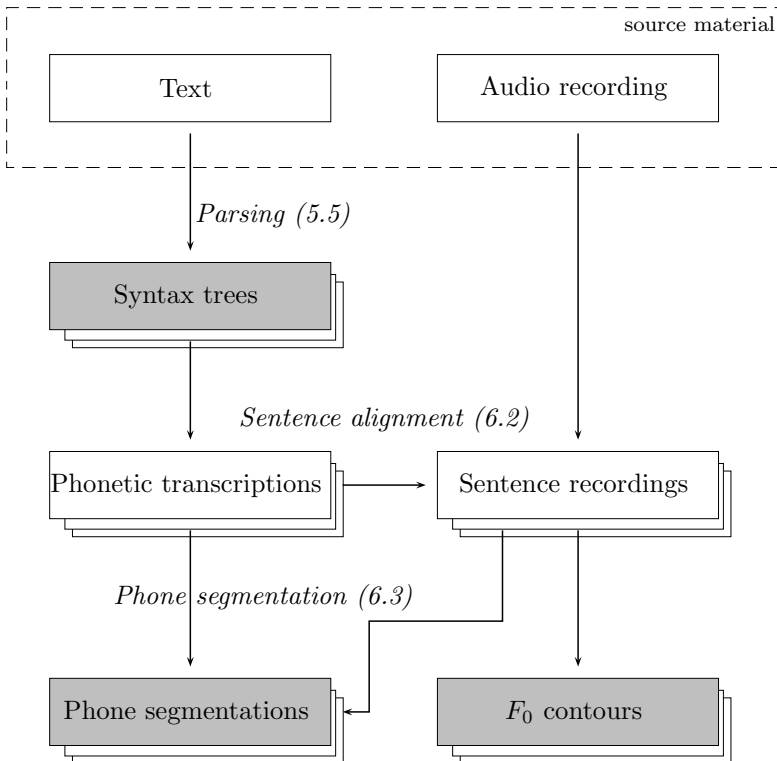 source material
Text
Audio recording
Parsing (5.5)
Syntax trees
Sentence alignment (6.2)
Phonetic transcriptions
Sentence recordings
Phone segmentation (6.3)
Phone segmentations
F0 contours